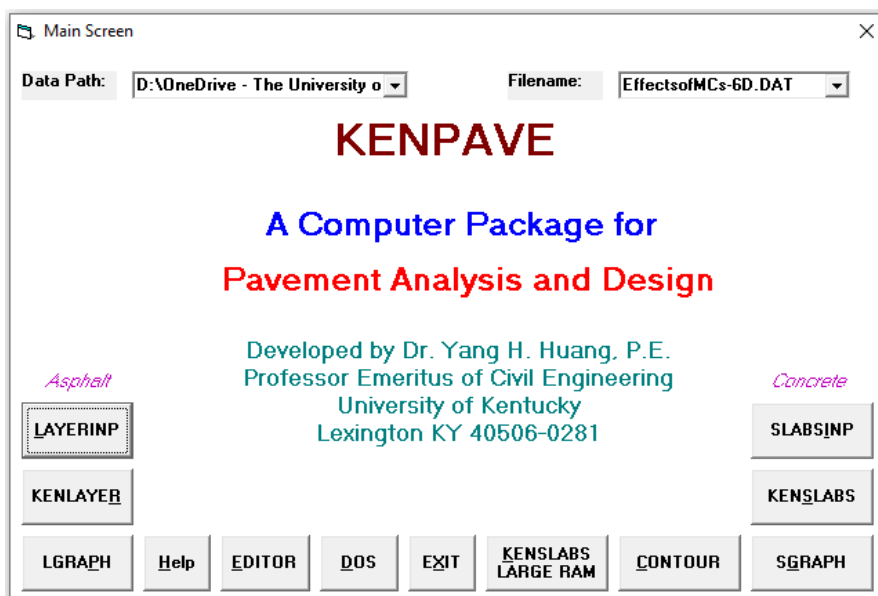 Main Screen
Data Path: D:\OneDrive - The University o Filename: EffectsofMCs-6D.DAT
KENPAVE
A Computer Package for
Pavement Analysis and Design
Developed by Dr. Yang H. Huang, P.E.
Professor Emeritus of Civil Engineering
University of Kentucky
Lexington KY 40506-0281
Asphalt
Concrete
LAYERINP
SLABSINP
KENLAYER
KENSLABS
LGRAPH Help EDITOR DOS EXIT KENSLABS LARGE RAM CONTOUR SGRAPH